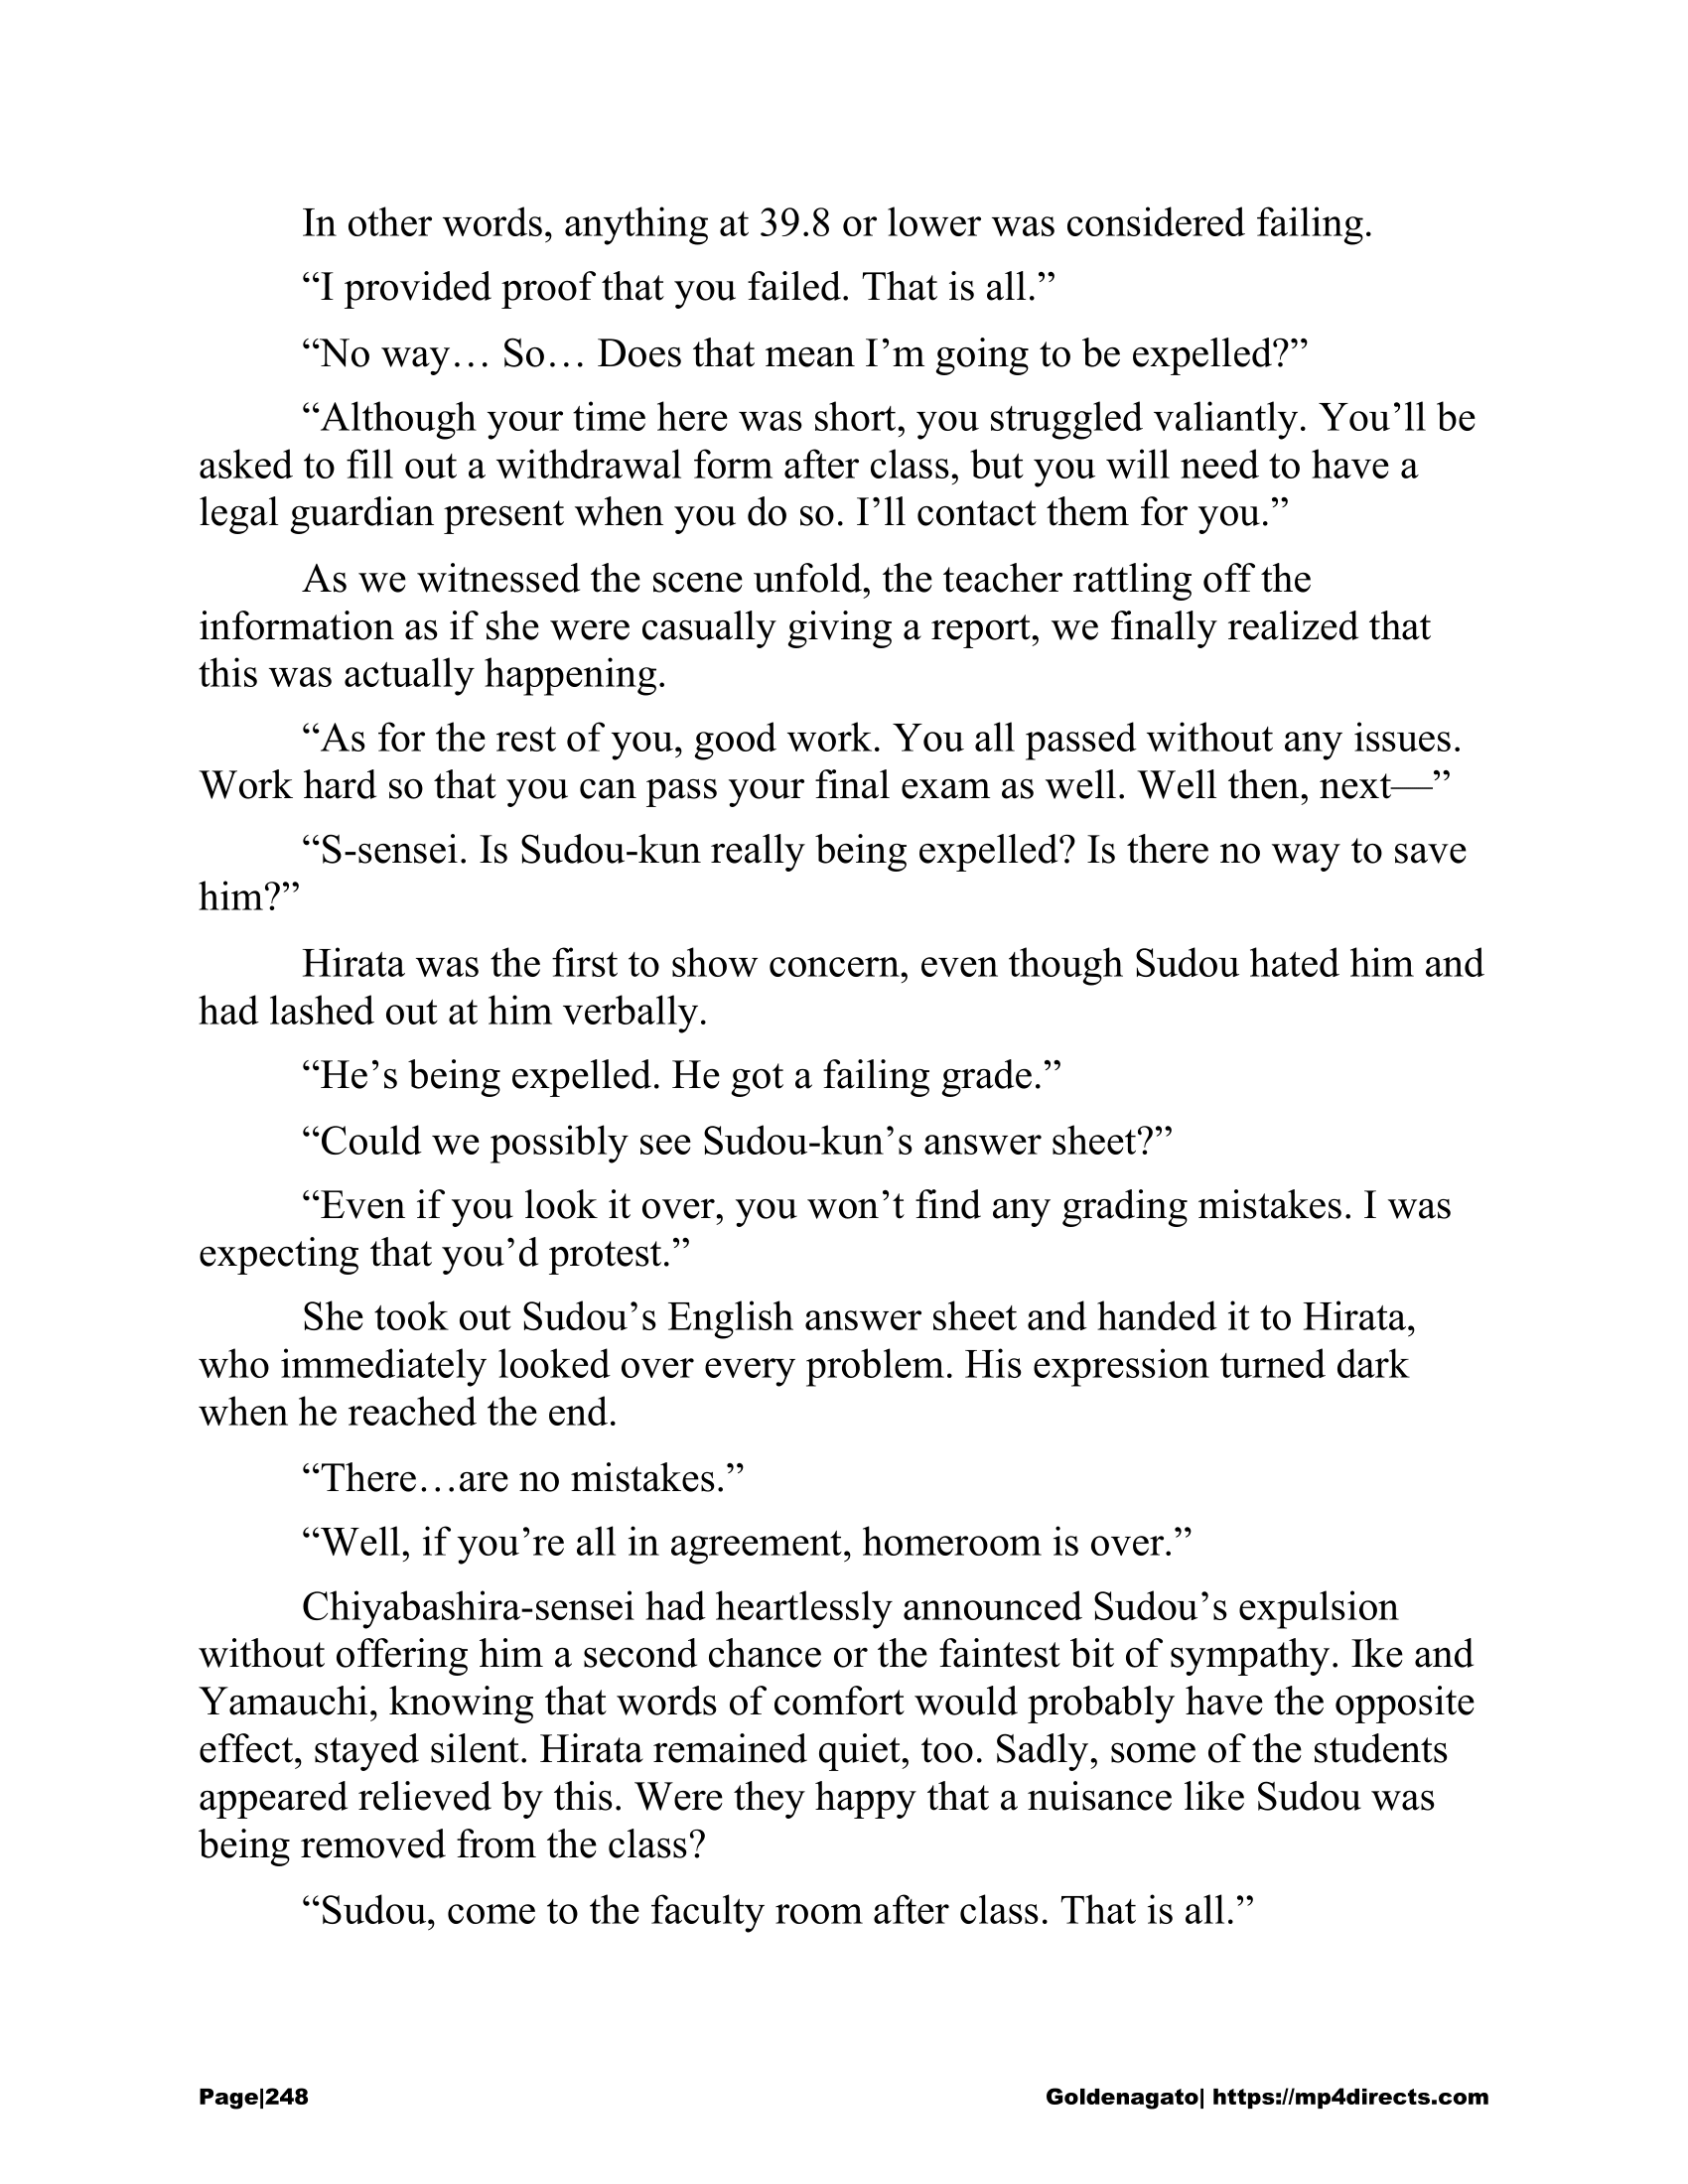 In other words, anything at 39.8 or lower was considered failing.
“I provided proof that you failed. That is all.”
“No way… So… Does that mean I’m going to be expelled?”
“Although your time here was short, you struggled valiantly. You’ll be
asked to fill out a withdrawal form after class, but you will need to have a
legal guardian present when you do so. I’ll contact them for you.”
As we witnessed the scene unfold, the teacher rattling off the
information as if she were casually giving a report, we finally realized that
this was actually happening.
“As for the rest of you, good work. You all passed without any issues.
Work hard so that you can pass your final exam as well. Well then, next—”
“S-sensei. Is Sudou-kun really being expelled? Is there no way to save
him?”
Hirata was the first to show concern, even though Sudou hated him and
had lashed out at him verbally.
“He’s being expelled. He got a failing grade.”
“Could we possibly see Sudou-kun’s answer sheet?”
“Even if you look it over, you won’t find any grading mistakes. I was
expecting that you’d protest.”
She took out Sudou’s English answer sheet and handed it to Hirata,
who immediately looked over every problem. His expression turned dark
when he reached the end.
“There…are no mistakes.”
“Well, if you’re all in agreement, homeroom is over.”
Chiyabashira-sensei had heartlessly announced Sudou’s expulsion
without offering him a second chance or the faintest bit of sympathy. Ike and
Yamauchi, knowing that words of comfort would probably have the opposite
effect, stayed silent. Hirata remained quiet, too. Sadly, some of the students
appeared relieved by this. Were they happy that a nuisance like Sudou was
being removed from the class?
“Sudou, come to the faculty room after class. That is all.”
Page|248 Goldenagato| https://mp4directs.com